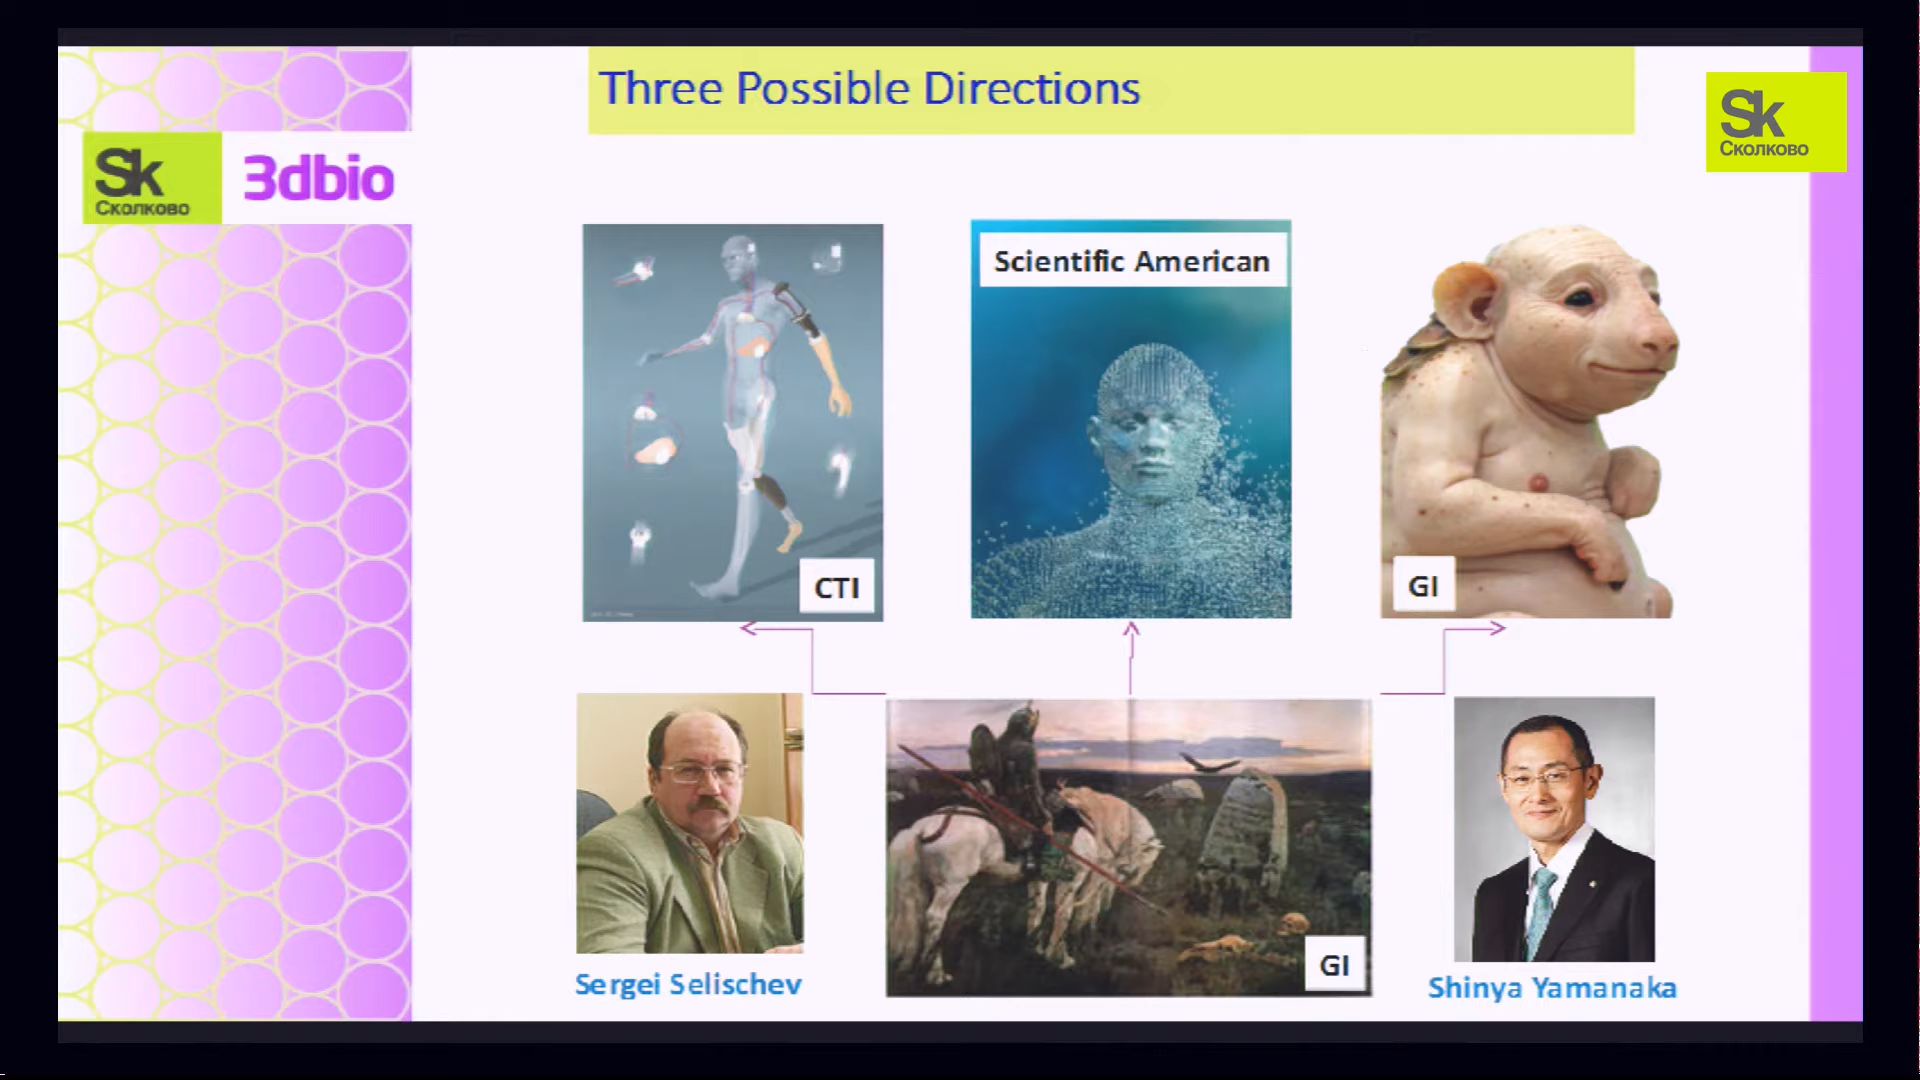 Three Possible Directions
Sk
Сколково
Sk
Сколково
3dbio
Scientific American
CTI
GI
GI
Sergei Selischev
Shinya Yamanaka